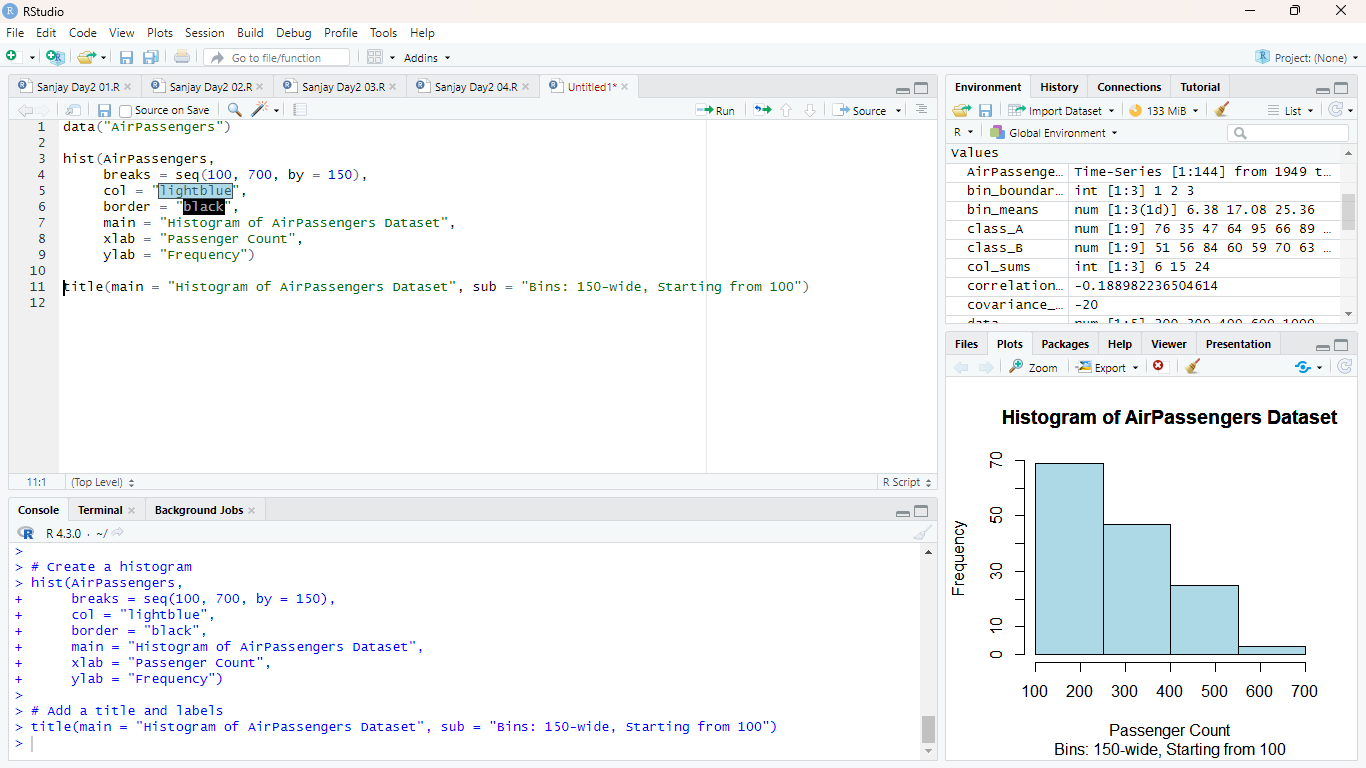 RStudio
File Edit Code View Plots Session Build Debug Profile Tools Help
Go to file/function Addins Project: (None)
Sanjay Day2 01.R Sanjay Day2 02.R Sanjay Day2 03.R Sanjay Day2 04.R Untitled1*
Source on Save Run Source
1 data("AirPassengers")
2
3 hist(AirPassengers,
4 breaks = seq(100, 700, by = 150),
5 col = "lightblue",
6 border = "black",
7 main = "Histogram of AirPassengers Dataset",
8 xlab = "Passenger Count",
9 ylab = "Frequency")
10
11 title(main = "Histogram of AirPassengers Dataset", sub = "Bins: 150-wide, Starting from 100")
12
11:1 (Top Level) R Script
Console Terminal Background Jobs
R 4.3.0 · ~/
>
> # Create a histogram
> hist(AirPassengers,
+ breaks = seq(100, 700, by = 150),
+ col = "lightblue",
+ border = "black",
+ main = "Histogram of AirPassengers Dataset",
+ xlab = "Passenger Count",
+ ylab = "Frequency")
>
> # Add a title and labels
> title(main = "Histogram of AirPassengers Dataset", sub = "Bins: 150-wide, Starting from 100")
>
Environment History Connections Tutorial
Import Dataset 133 MiB List
R Global Environment
Values
AirPassenge… Time-Series [1:144] from 1949 t…
bin_boundar… int [1:3] 1 2 3
bin_means num [1:3(1d)] 6.38 17.08 25.36
class_A num [1:9] 76 35 47 64 95 66 89 …
class_B num [1:9] 51 56 84 60 59 70 63 …
col_sums int [1:3] 6 15 24
correlation… -0.188982236504614
covariance_… -20
data num [1:5] 200 300 400 600 1000
Files Plots Packages Help Viewer Presentation
Zoom Export
Histogram of AirPassengers Dataset
Frequency
70
50
30
10
0
100 200 300 400 500 600 700
Passenger Count
Bins: 150-wide, Starting from 100